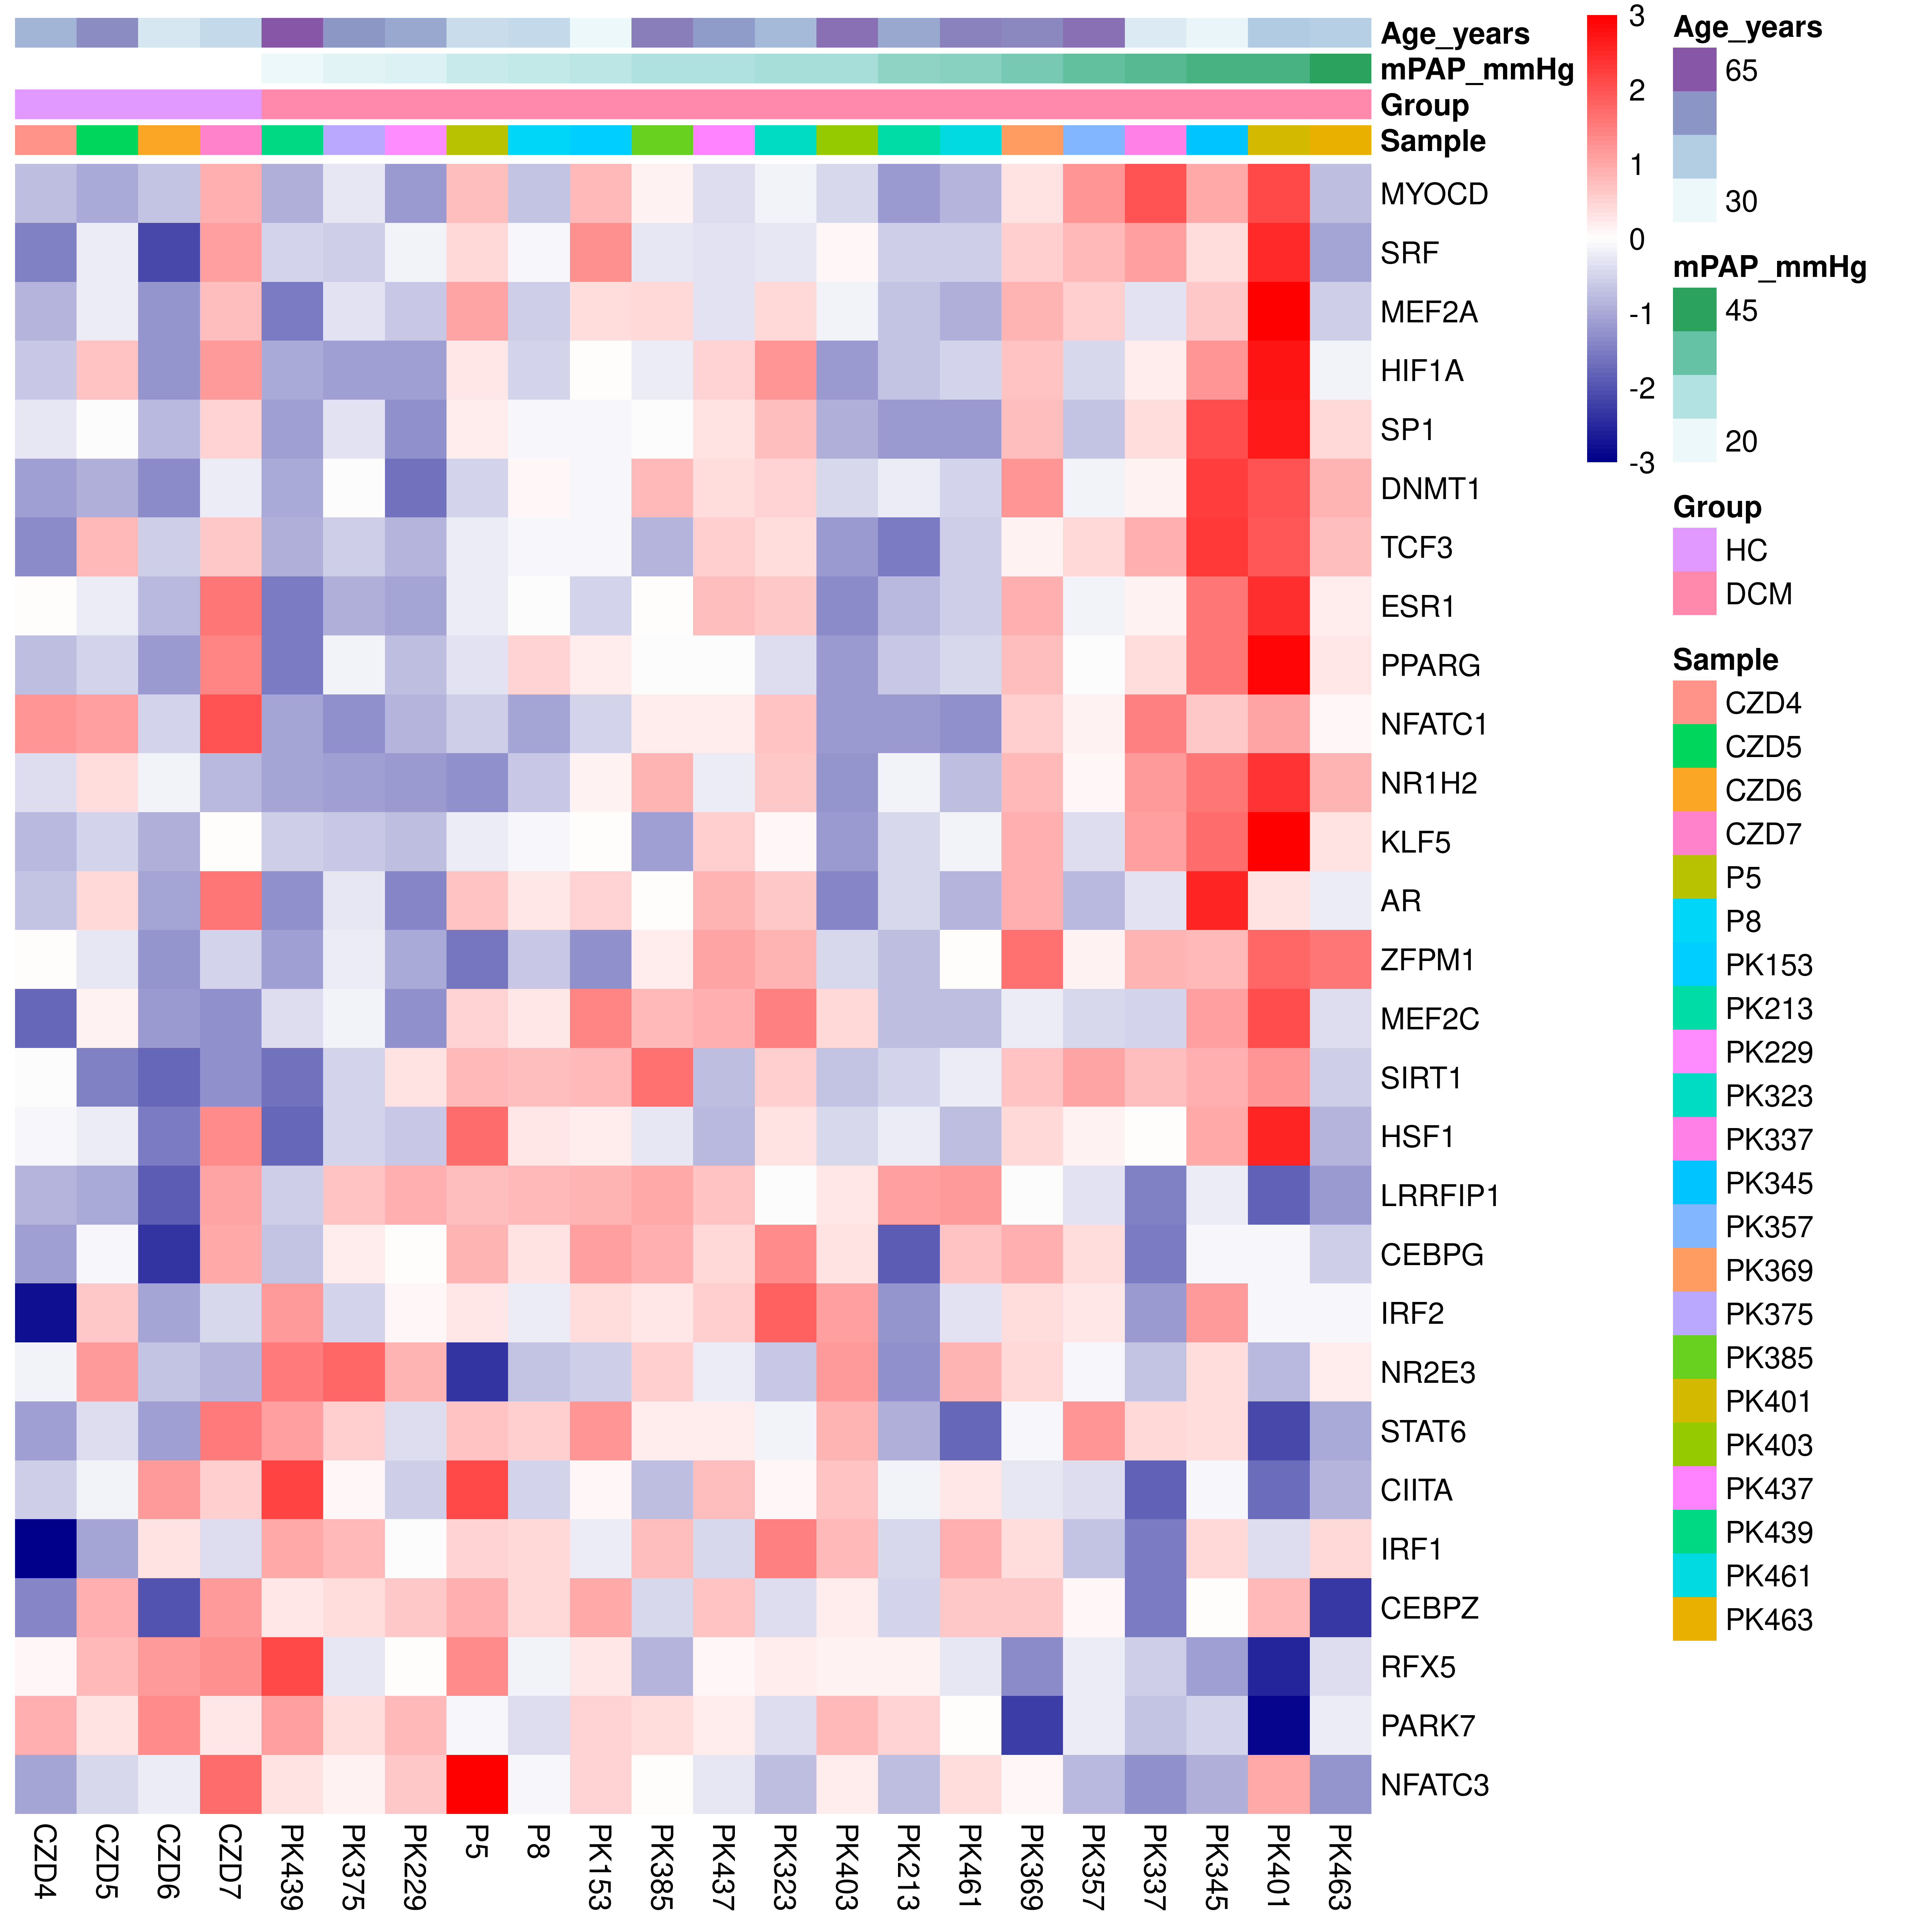 Age_years
mPAP_mmHg
Group
Sample
MYOCD
SRF
MEF2A
HIF1A
SP1
DNMT1
TCF3
ESR1
PPARG
NFATC1
NR1H2
KLF5
AR
ZFPM1
MEF2C
SIRT1
HSF1
LRRFIP1
CEBPG
IRF2
NR2E3
STAT6
CIITA
IRF1
CEBPZ
RFX5
PARK7
NFATC3
CZD4
CZD5
CZD6
CZD7
PK439
PK375
PK229
P5
P8
PK153
PK385
PK437
PK323
PK403
PK213
PK461
PK369
PK357
PK337
PK345
PK401
PK463
3
2
1
0
-1
-2
-3
Age_years
65
30
mPAP_mmHg
45
20
Group
HC
DCM
Sample
CZD4
CZD5
CZD6
CZD7
P5
P8
PK153
PK213
PK229
PK323
PK337
PK345
PK357
PK369
PK375
PK385
PK401
PK403
PK437
PK439
PK461
PK463